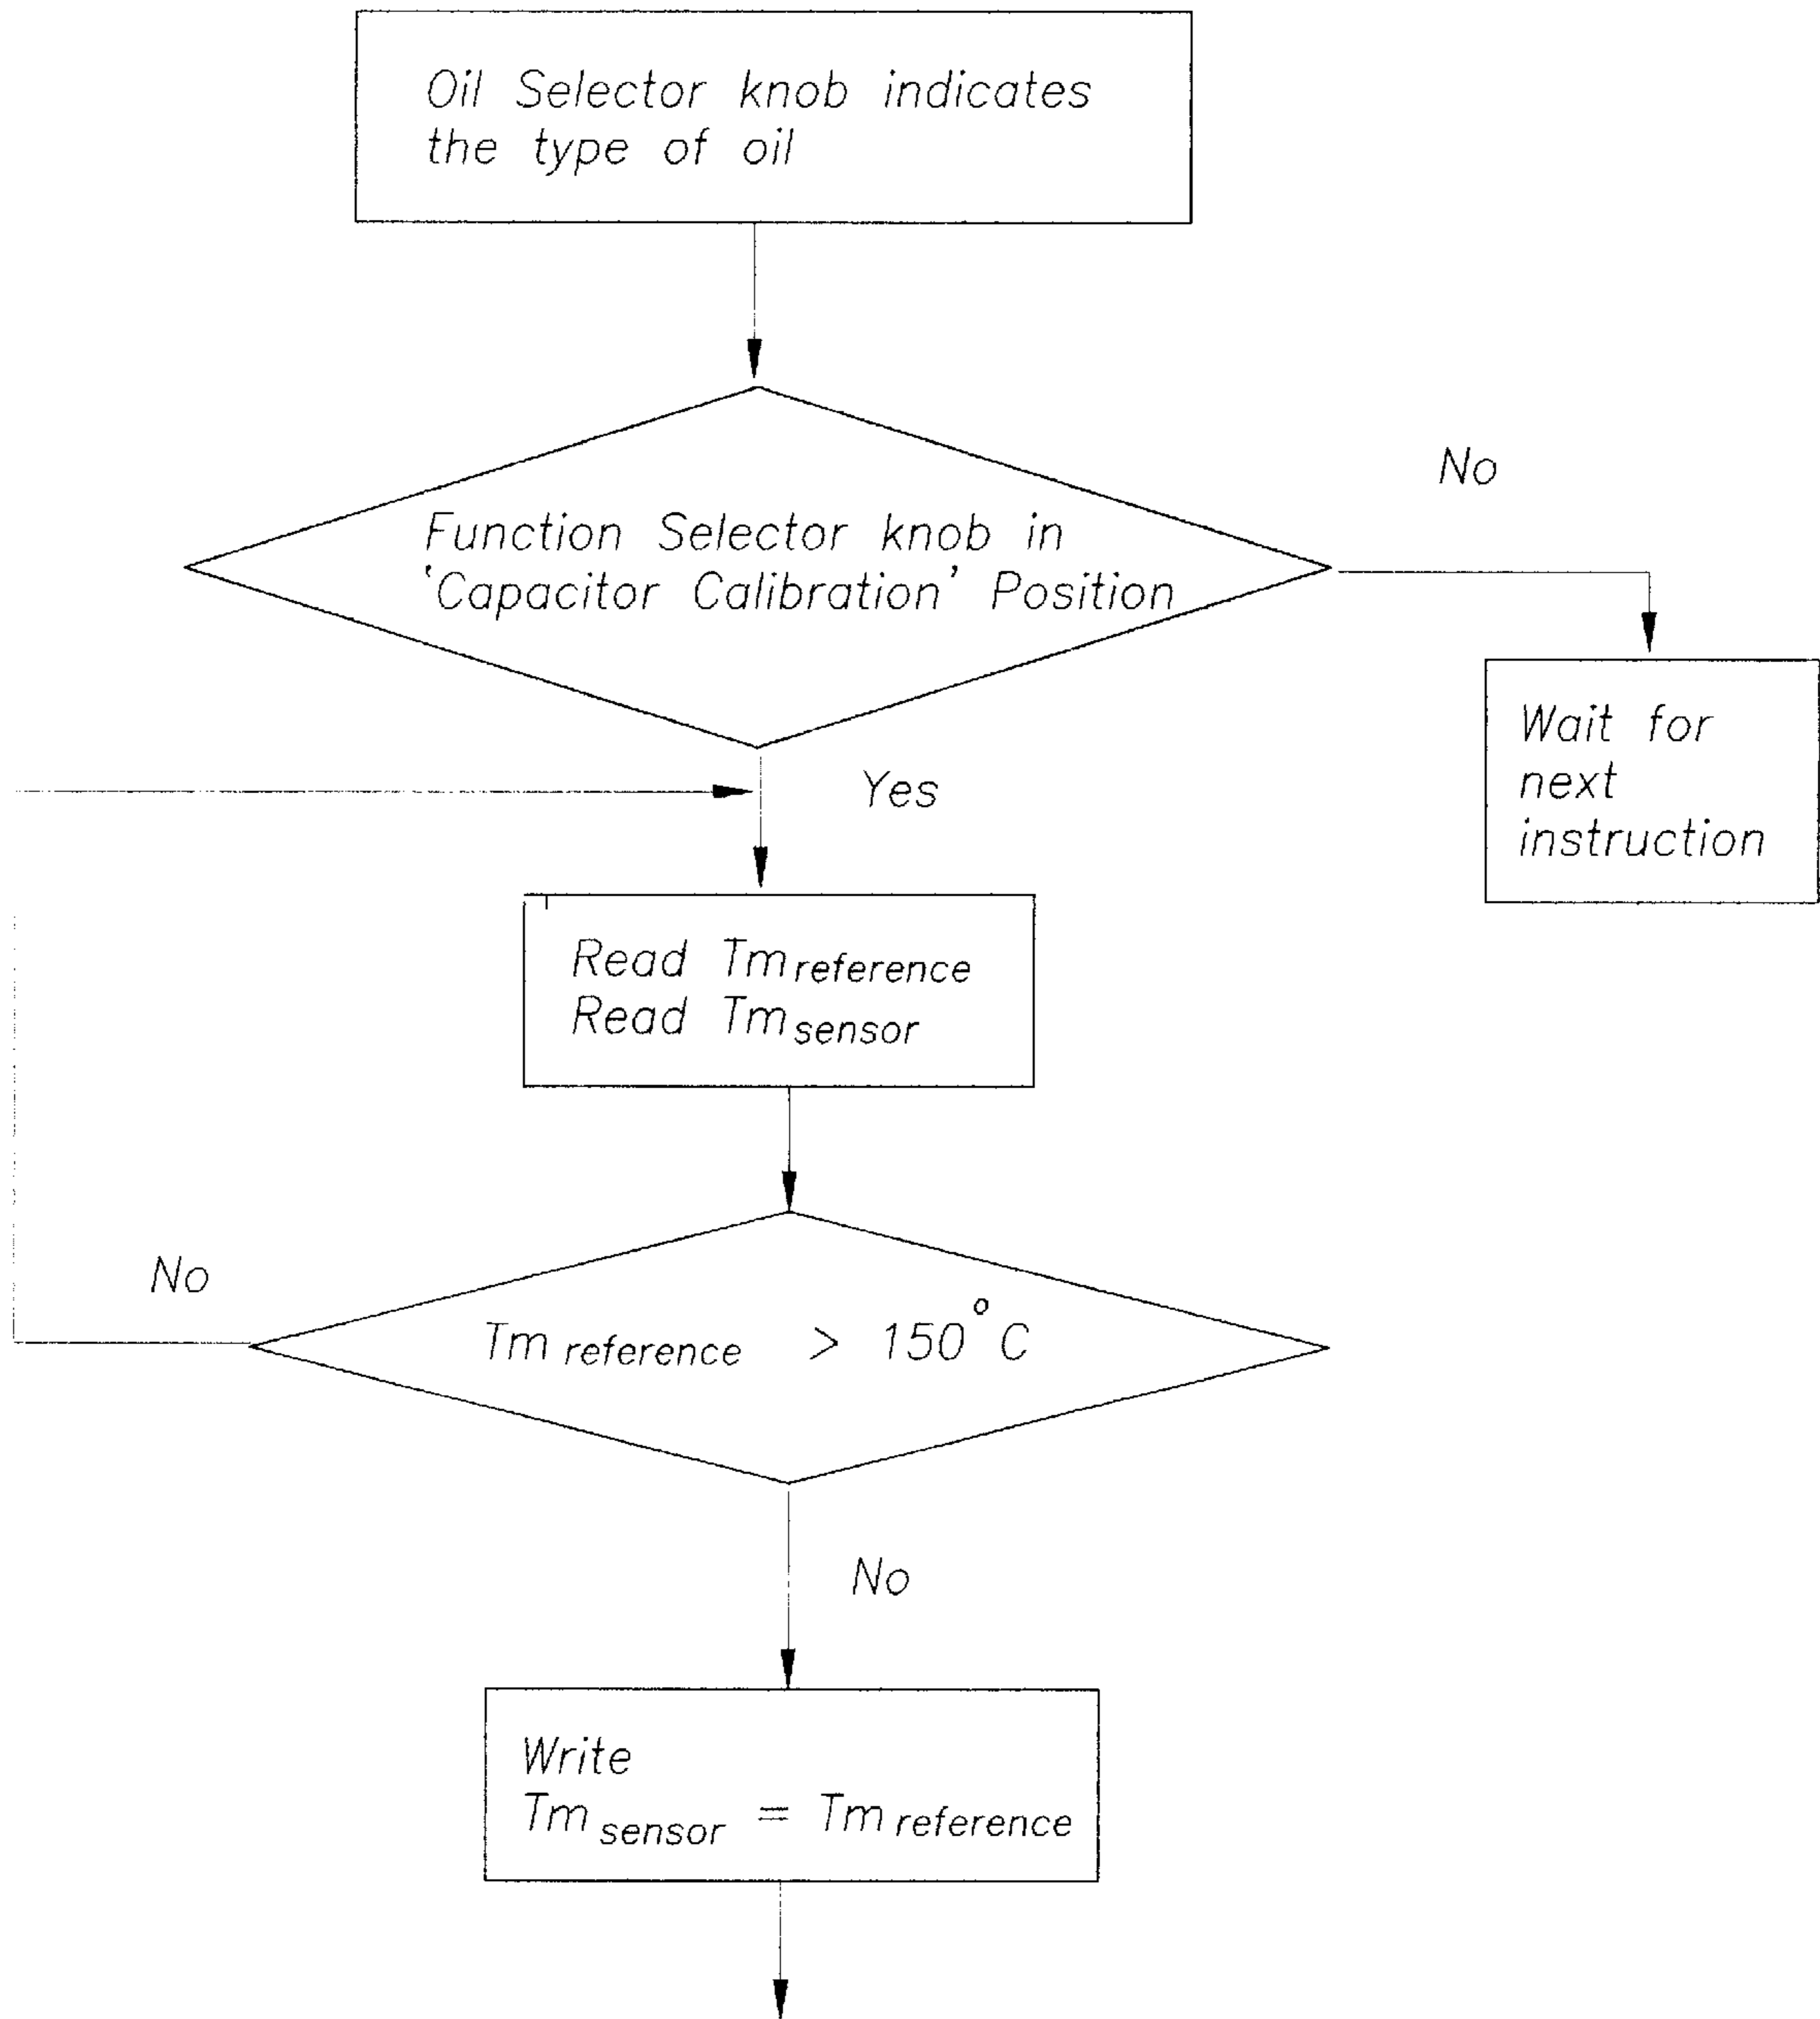 Oil Selector knob indicates
the type of oil
No
Function Selector knob in
'Capacitor Calibration' Position
Wait for
next
instruction
Yes
Read Tm reference
Read Tm sensor
No
Tm reference > 150°C
No
Write
Tm sensor = Tm reference